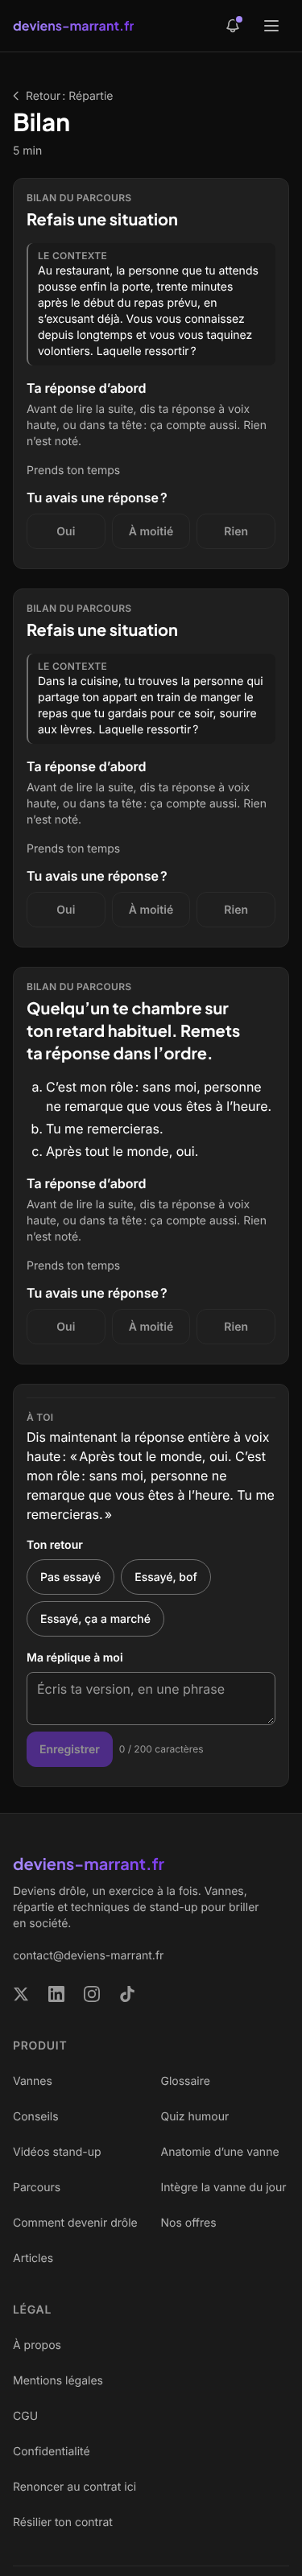 deviens-marrant.fr
Retour : Répartie
Bilan
5 min
BILAN DU PARCOURS
Refais une situation
LE CONTEXTE
Au restaurant, la personne que tu attends
pousse enfin la porte, trente minutes
après le début du repas prévu, en
s’excusant déjà. Vous vous connaissez
depuis longtemps et vous vous taquinez
volontiers. Laquelle ressortir ?
Ta réponse d’abord
Avant de lire la suite, dis ta réponse à voix
haute, ou dans ta tête : ça compte aussi. Rien
n’est noté.
Prends ton temps
Tu avais une réponse ?
Oui À moitié Rien
BILAN DU PARCOURS
Refais une situation
LE CONTEXTE
Dans la cuisine, tu trouves la personne qui
partage ton appart en train de manger le
repas que tu gardais pour ce soir, sourire
aux lèvres. Laquelle ressortir ?
Ta réponse d’abord
Avant de lire la suite, dis ta réponse à voix
haute, ou dans ta tête : ça compte aussi. Rien
n’est noté.
Prends ton temps
Tu avais une réponse ?
Oui À moitié Rien
BILAN DU PARCOURS
Quelqu’un te chambre sur
ton retard habituel. Remets
ta réponse dans l’ordre.
a. C’est mon rôle : sans moi, personne
ne remarque que vous êtes à l’heure.
b. Tu me remercieras.
c. Après tout le monde, oui.
Ta réponse d’abord
Avant de lire la suite, dis ta réponse à voix
haute, ou dans ta tête : ça compte aussi. Rien
n’est noté.
Prends ton temps
Tu avais une réponse ?
Oui À moitié Rien
À TOI
Dis maintenant la réponse entière à voix
haute : « Après tout le monde, oui. C’est
mon rôle : sans moi, personne ne
remarque que vous êtes à l’heure. Tu me
remercieras. »
Ton retour
Pas essayé Essayé, bof
Essayé, ça a marché
Ma réplique à moi
Écris ta version, en une phrase
Enregistrer 0 / 200 caractères
deviens-marrant.fr
Deviens drôle, un exercice à la fois. Vannes,
répartie et techniques de stand-up pour briller
en société.
contact@deviens-marrant.fr
PRODUIT
Vannes Glossaire
Conseils Quiz humour
Vidéos stand-up Anatomie d’une vanne
Parcours Intègre la vanne du jour
Comment devenir drôle Nos offres
Articles
LÉGAL
À propos
Mentions légales
CGU
Confidentialité
Renoncer au contrat ici
Résilier ton contrat